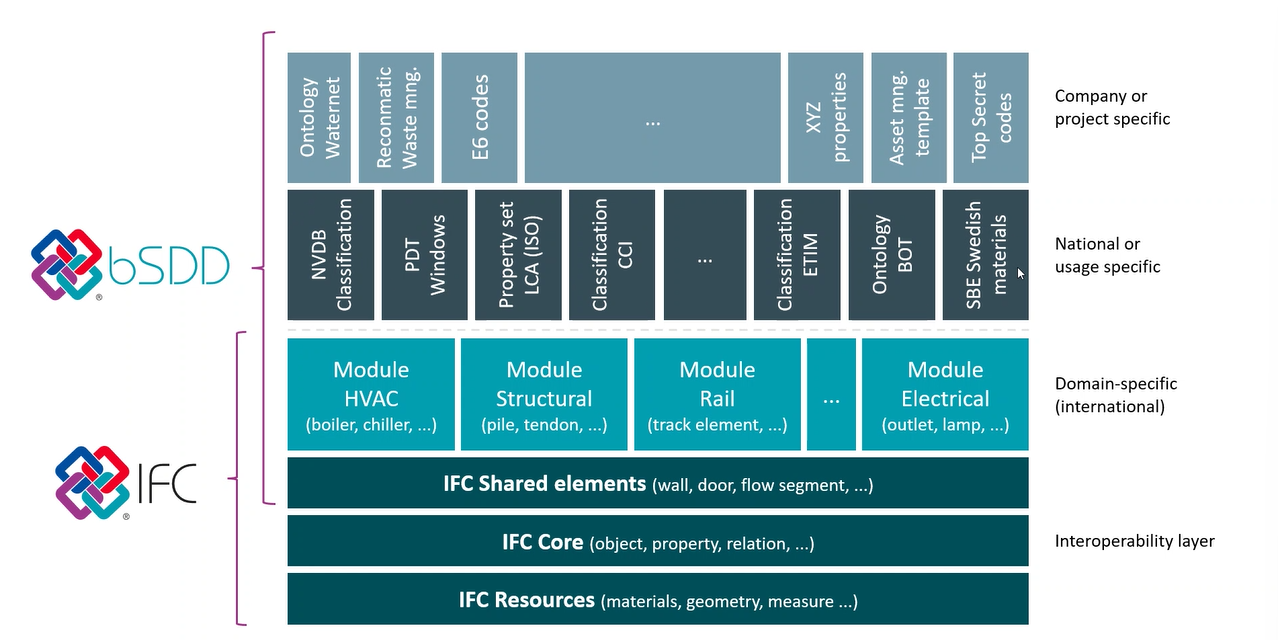 Ontology
Waternet
Reconmatic
Waste mng.
E6 codes
...
XYZ
properties
Asset mng.
template
Top Secret
codes
Company or
project specific
NVDB
Classification
PDT
Windows
Property set
LCA (ISO)
Classification
CCI
...
Classification
ETIM
Ontology
BOT
SBE Swedish
materials
National or
usage specific
bSDD
®
Module
HVAC
(boiler, chiller, ...)
Module
Structural
(pile, tendon, ...)
Module
Rail
(track element, ...)
...
Module
Electrical
(outlet, lamp, ...)
Domain-specific
(international)
IFC
®
IFC Shared elements (wall, door, flow segment, ...)
IFC Core (object, property, relation, ...)
Interoperability layer
IFC Resources (materials, geometry, measure ...)